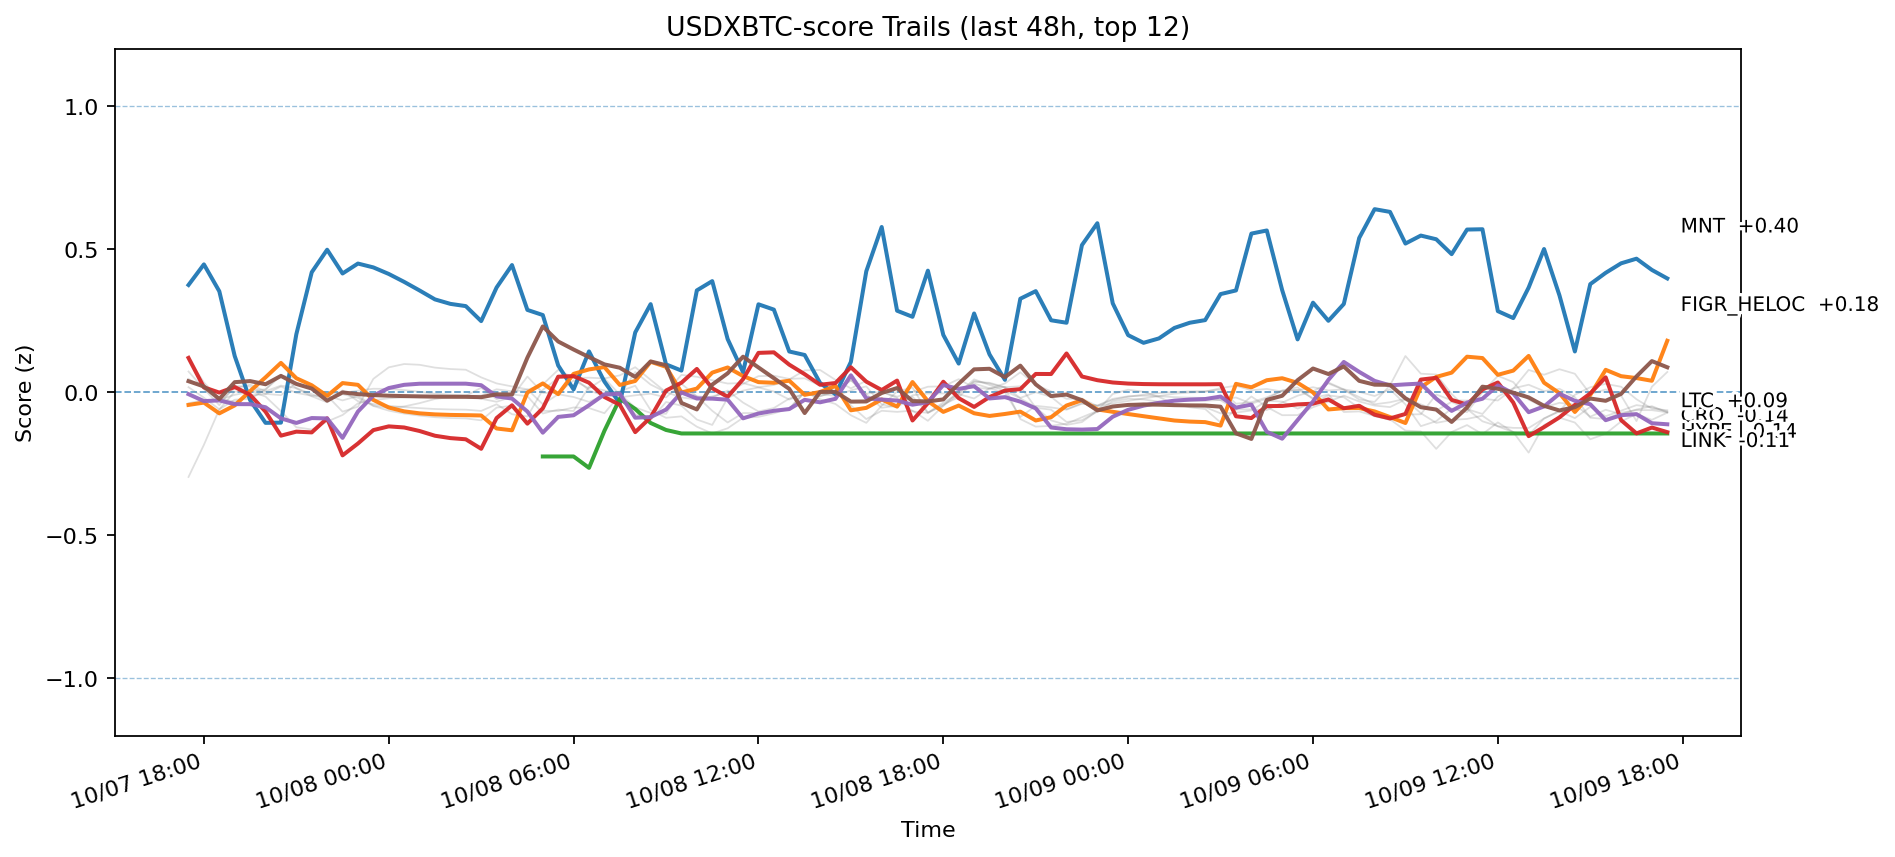 USDXBTC-score Trails (last 48h, top 12)
Score (z)
1.0
0.5
0.0
−0.5
−1.0
MNT +0.40
FIGR_HELOC +0.18
LTC +0.09
CRO -0.14
HYPE -0.14
LINK -0.11
10/07 18:00
10/08 00:00
10/08 06:00
10/08 12:00
10/08 18:00
10/09 00:00
10/09 06:00
10/09 12:00
10/09 18:00
Time